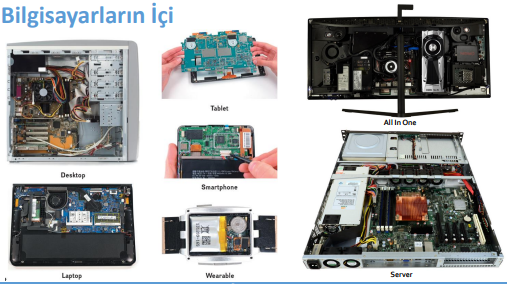 Bilgisayarların İçi
Tablet
All In One
Desktop
Smartphone
Laptop
Wearable
Server